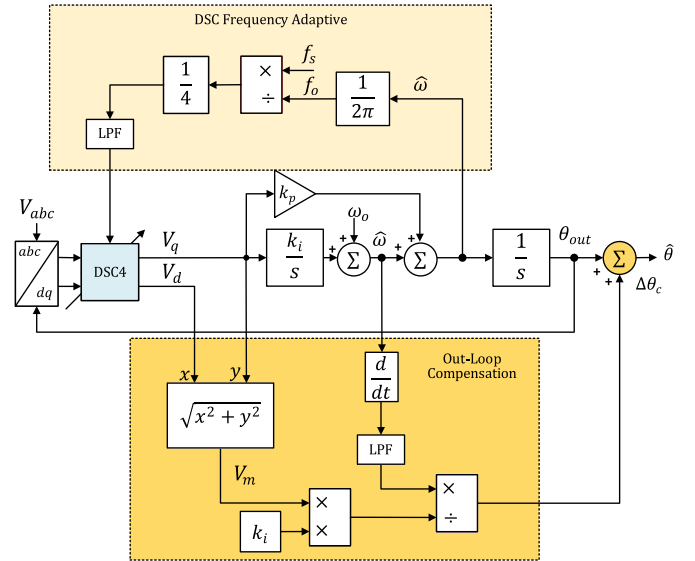 DSC Frequency Adaptive
1/4
×
÷
f_s
f_o
1/2π
ω̂
LPF
V_abc
abc
dq
DSC4
V_q
V_d
k_p
k_i/s
ω_o
+
+
Σ
ω̂
+
+
Σ
1/s
θ_out
+
+
Σ
θ̂
Δθ_c
Out-Loop
Compensation
x
y
√x² + y²
d/dt
LPF
V_m
k_i
×
×
×
÷